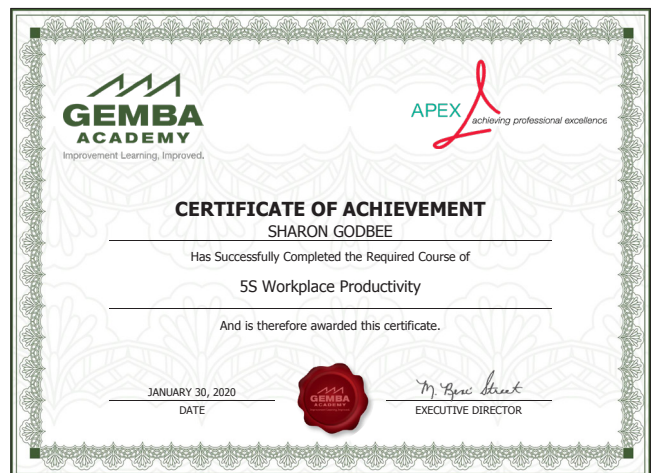 GEMBA
ACADEMY
Improvement Learning, Improved.
APEX
achieving professional excellence
CERTIFICATE OF ACHIEVEMENT
SHARON GODBEE
Has Successfully Completed the Required Course of
5S Workplace Productivity
And is therefore awarded this certificate.
JANUARY 30, 2020
DATE
GEMBA
ACADEMY
Street
EXECUTIVE DIRECTOR